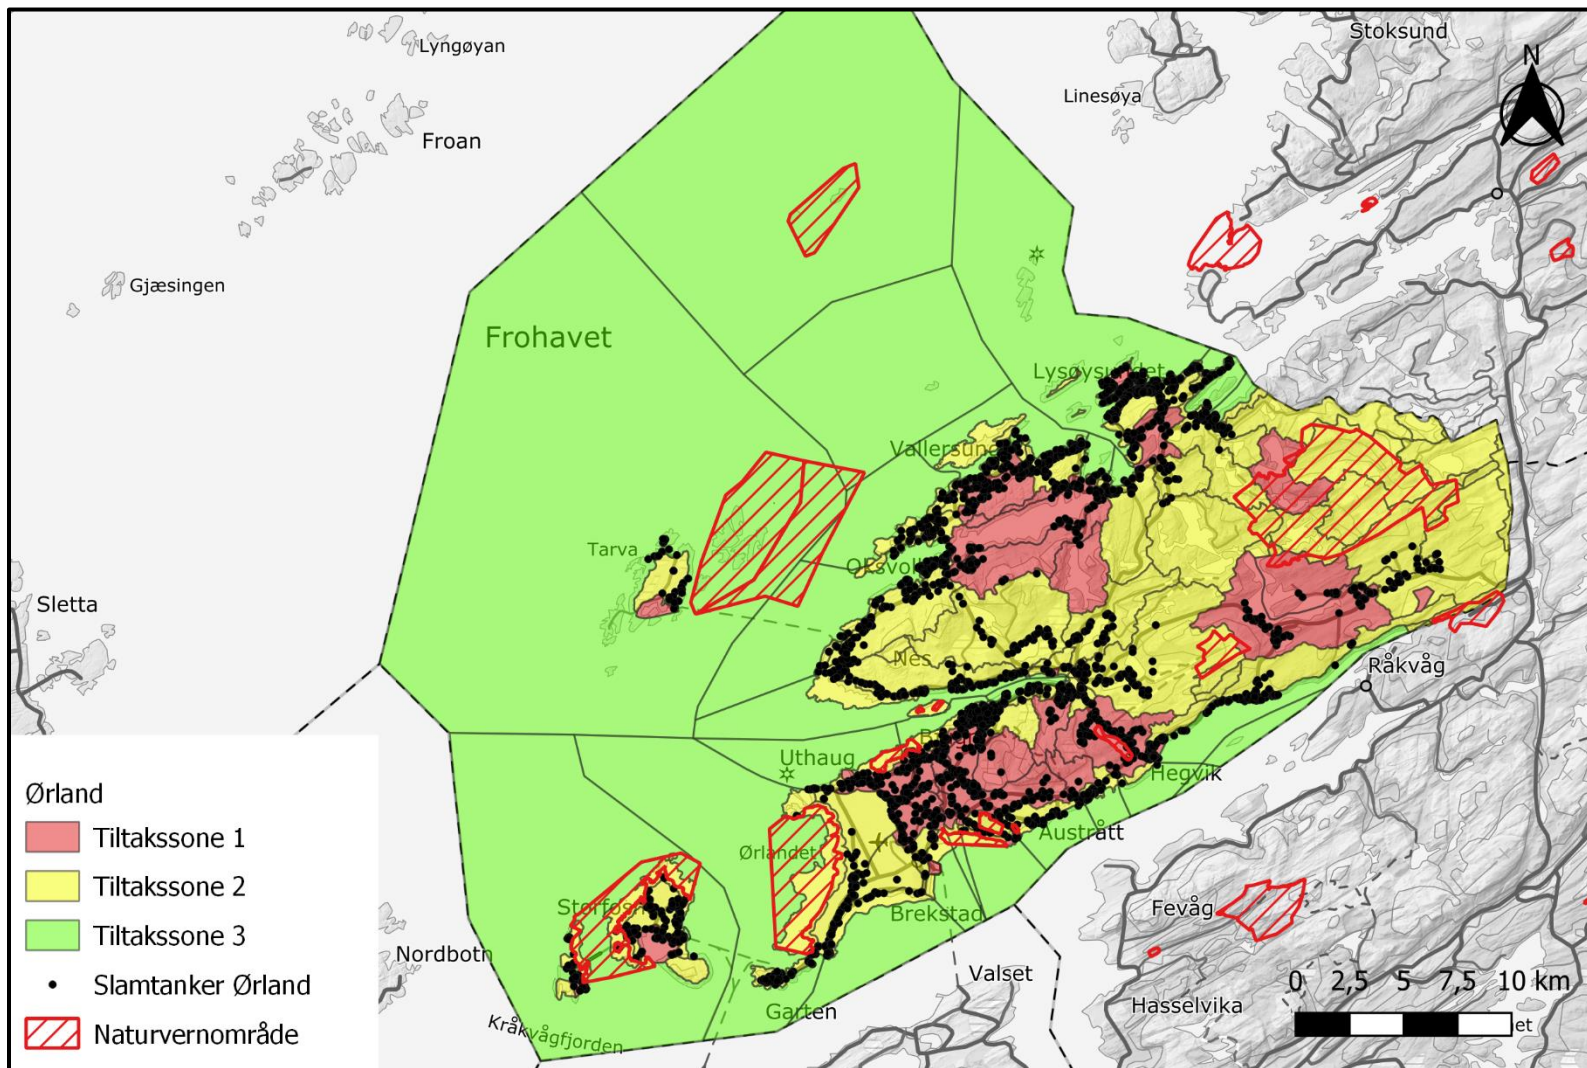 Lyngøyan
Stoksund
N
Linesøya
Froan
Gjæsingen
Frohavet
Lysøysundet
Tarva
Sletta
Nes
Råkvåg
Uthaug
Hegvik
Austrått
Ørlandet
Brekstad
Fevåg
Nordbotn
Valset
Hasselvika
Garten
Kråkvågfjorden
0 2,5 5 7,5 10 km
et
Ørland
Tiltakssone 1
Tiltakssone 2
Tiltakssone 3
Slamtanker Ørland
Naturvernområde